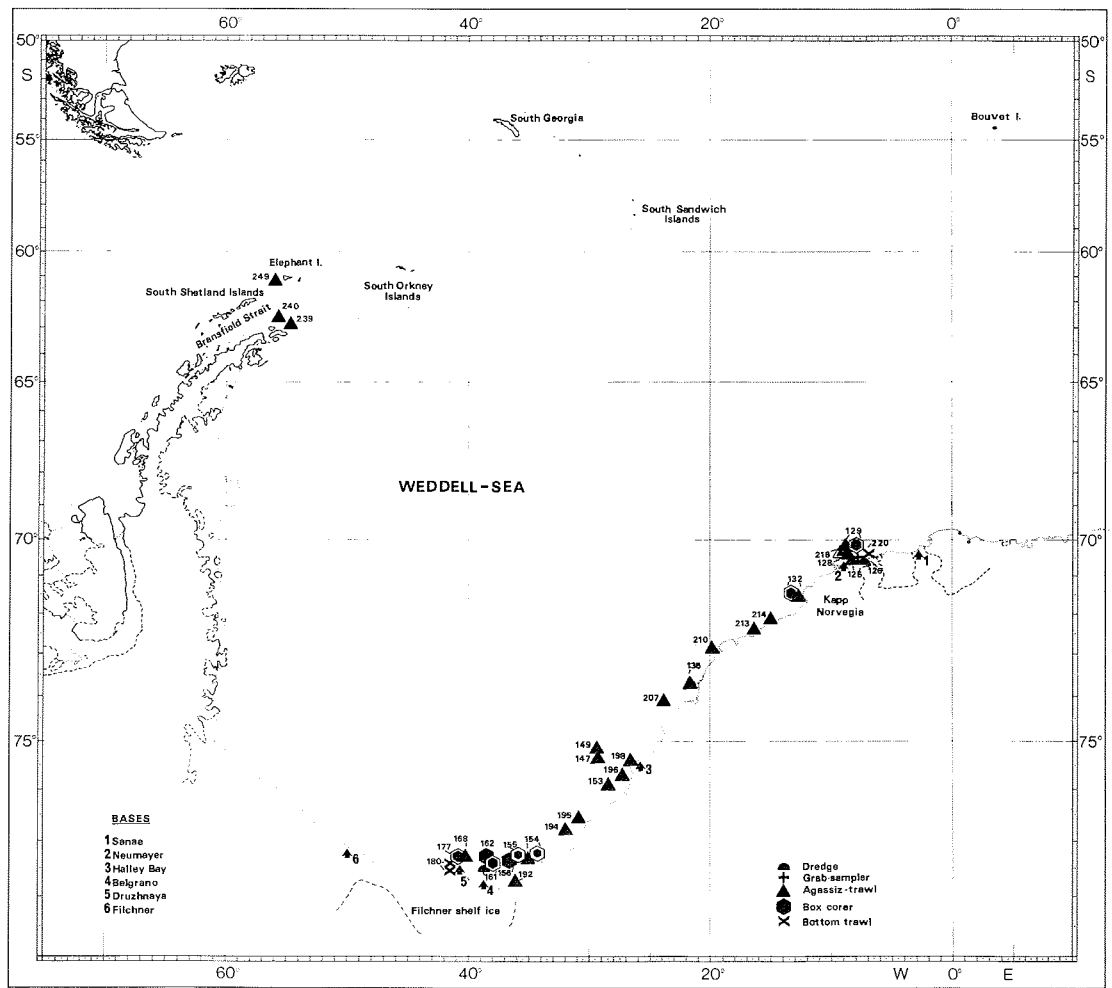 60° 40° 20° 0°
50° 50°
S S
South Georgia
Bouvet I.
55° 55°
South Sandwich
Islands
60° 60°
Elephant I.
249
South Shetland Islands
South Orkney
Islands
240
Bransfield Strait
239
65° 65°
WEDDELL-SEA
129
70° 70°
220
218
128
2
125
126
1
132
Kapp
Norvegia
214
213
210
136
207
75° 75°
149
147
198
3
196
153
195
194
BASES
1 Sanae
2 Neumayer
3 Halley Bay
4 Belgrano
5 Druzhnaya
6 Filchner
6
177
168
162
155
154
180
5
161
156
192
4
Filchner shelf ice
Dredge
Grab-sampler
Agassiz-trawl
Box corer
Bottom trawl
60° 40° 20° W 0° E